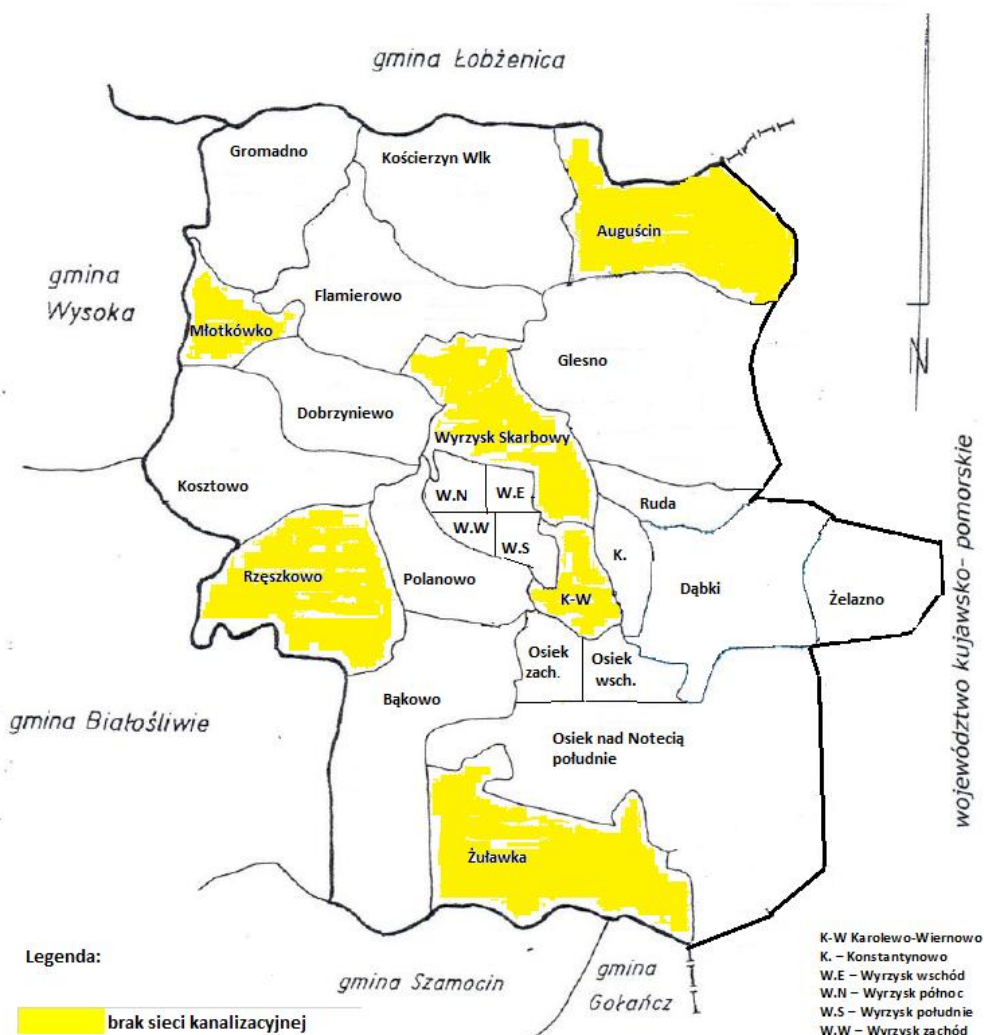 gmina Łobżenica
Gromadno
Kościerzyn Wlk
Auguścin
gmina
Wysoka
Flamierowo
Młotkówko
Glesno
N
Dobrzyniewo
Wyrzysk Skarbowy
Kosztowo
W.N
W.E
Ruda
W.W
W.S
K.
Rzęszkowo
Polanowo
K-W
Dąbki
Żelazno
województwo kujawsko- pomorskie
Osiek
zach.
Osiek
wsch.
Bąkowo
gmina Białośliwie
Osiek nad Notecią
południe
Żuławka
Legenda:
gmina Szamocin
gmina
Gołańcz
brak sieci kanalizacyjnej
K-W Karolewo-Wiernowo
K. – Konstantynowo
W.E – Wyrzysk wschód
W.N – Wyrzysk północ
W.S – Wyrzysk południe
W.W – Wyrzysk zachód